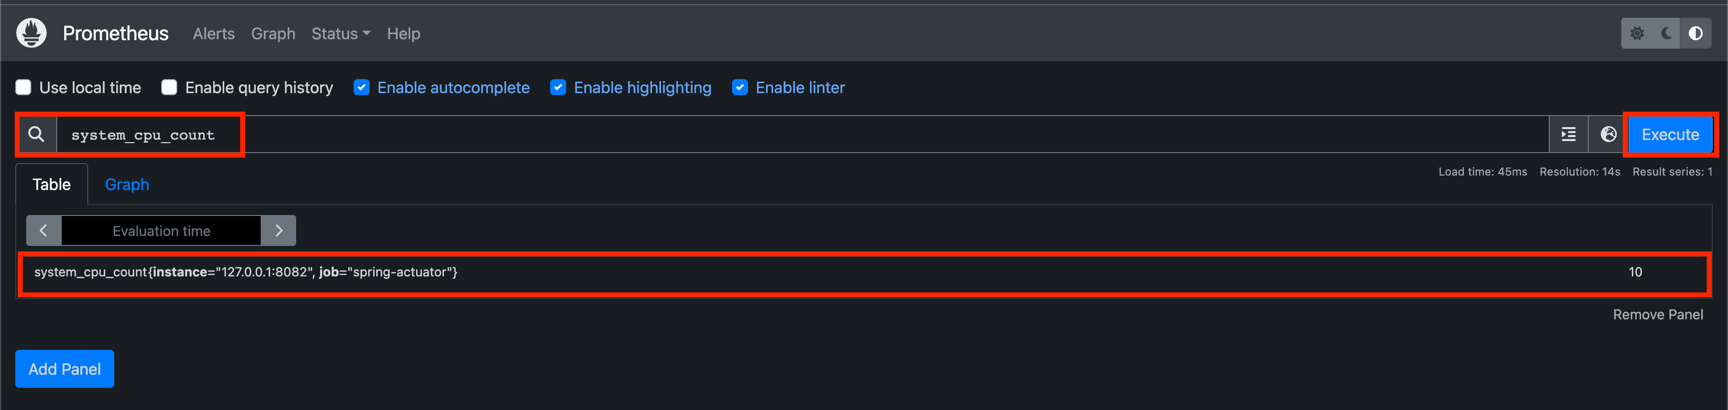 Prometheus Alerts Graph Status Help
Use local time Enable query history Enable autocomplete Enable highlighting Enable linter
system_cpu_count Execute
Load time: 45ms Resolution: 14s Result series: 1
Table Graph
Evaluation time
system_cpu_count{instance="127.0.0.1:8082", job="spring-actuator"} 10
Remove Panel
Add Panel